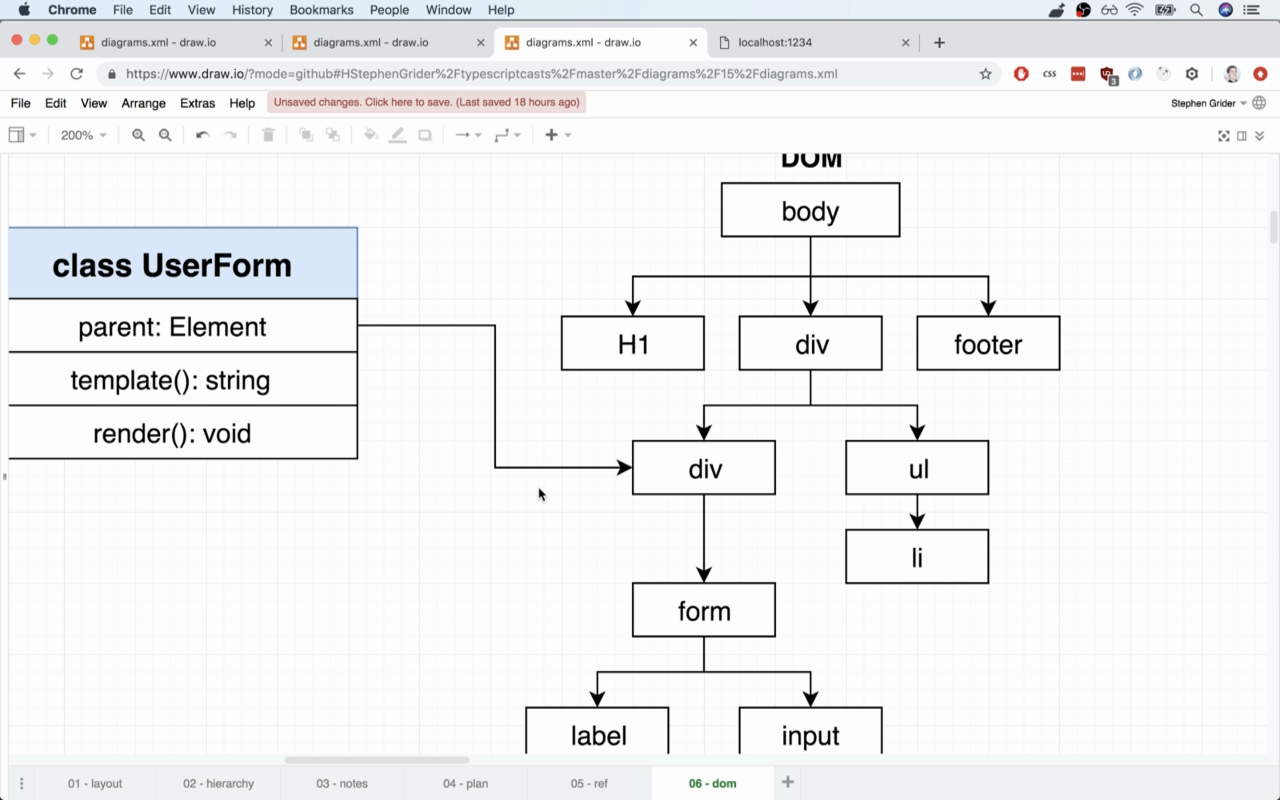 Chrome File Edit View History Bookmarks People Window Help
diagrams.xml - draw.io diagrams.xml - draw.io diagrams.xml - draw.io localhost:1234
https://www.draw.io/?mode=github#HStephenGrider%2Ftypescriptcasts%2Fmaster%2Fdiagrams%2F15%2Fdiagrams.xml
css
3
File Edit View Arrange Extras Help Unsaved changes. Click here to save. (Last saved 18 hours ago) Stephen Grider
200%
DOM
body
class UserForm
parent: Element
template(): string
render(): void
H1 div footer
div ul
li
form
label input
01 - layout 02 - hierarchy 03 - notes 04 - plan 05 - ref 06 - dom